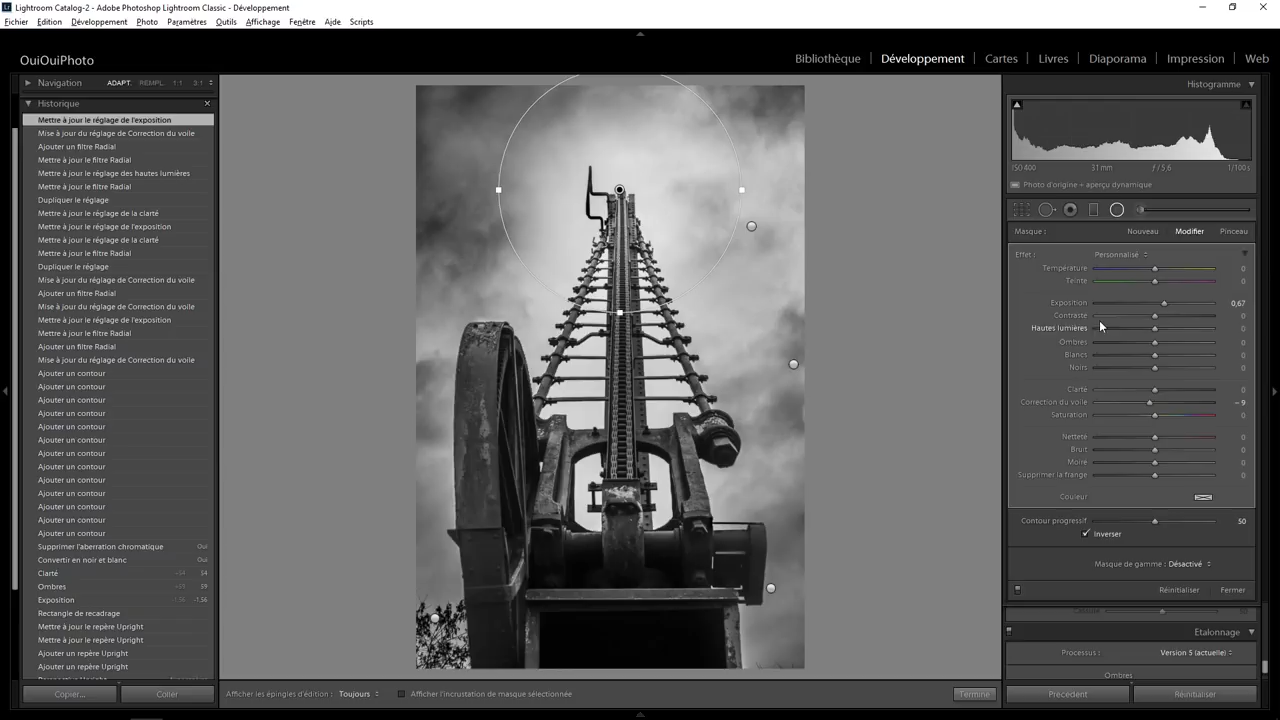 Lightroom Catalog-2 - Adobe Photoshop Lightroom Classic - Développement
Fichier Edition Développement Photo Paramètres Outils Affichage Fenêtre Aide Scripts
OuiOuiPhoto
Bibliothèque Développement Cartes Livres Diaporama Impression Web
Navigation ADAPT. REMPL. 1:1 3:1
Historique
Mettre à jour le réglage de l'exposition
Mise à jour du réglage de Correction du voile
Ajouter un filtre Radial
Mettre à jour le filtre Radial
Mettre à jour le réglage des hautes lumières
Mettre à jour le filtre Radial
Dupliquer le réglage
Mettre à jour le réglage de la clarté
Mettre à jour le réglage de l'exposition
Mettre à jour le réglage de la clarté
Mettre à jour le filtre Radial
Dupliquer le réglage
Mise à jour du réglage de Correction du voile
Ajouter un filtre Radial
Mise à jour du réglage de Correction du voile
Mettre à jour le réglage de l'exposition
Mettre à jour le filtre Radial
Ajouter un filtre Radial
Mise à jour du réglage de Correction du voile
Ajouter un contour
Ajouter un contour
Ajouter un contour
Ajouter un contour
Ajouter un contour
Ajouter un contour
Ajouter un contour
Ajouter un contour
Ajouter un contour
Ajouter un contour
Ajouter un contour
Ajouter un contour
Ajouter un contour
Supprimer l'aberration chromatique Oui
Convertir en noir et blanc Oui
Clarté +54 54
Ombres +59 59
Exposition -1,56 -1,56
Rectangle de recadrage
Mettre à jour le repère Upright
Mettre à jour le repère Upright
Ajouter un repère Upright
Ajouter un repère Upright
Copier... Coller
Afficher les épingles d'édition : Toujours
Afficher l'incrustation de masque sélectionnée
Terminé
Histogramme
ISO 400 31 mm ƒ / 5,6 1/100s
Photo d'origine + aperçu dynamique
Masque : Nouveau Modifier Pinceau
Effet : Personnalisé
Température 0
Teinte 0
Exposition 0,67
Contraste 0
Hautes lumières 0
Ombres 0
Blancs 0
Noirs 0
Clarté 0
Correction du voile – 9
Saturation 0
Netteté 0
Bruit 0
Moiré 0
Supprimer la frange 0
Couleur
Contour progressif 50
Inverser
Masque de gamme : Désactivé
Réinitialiser Fermer
Etalonnage
Processus : Version 5 (actuelle)
Ombres
Précédent Réinitialiser